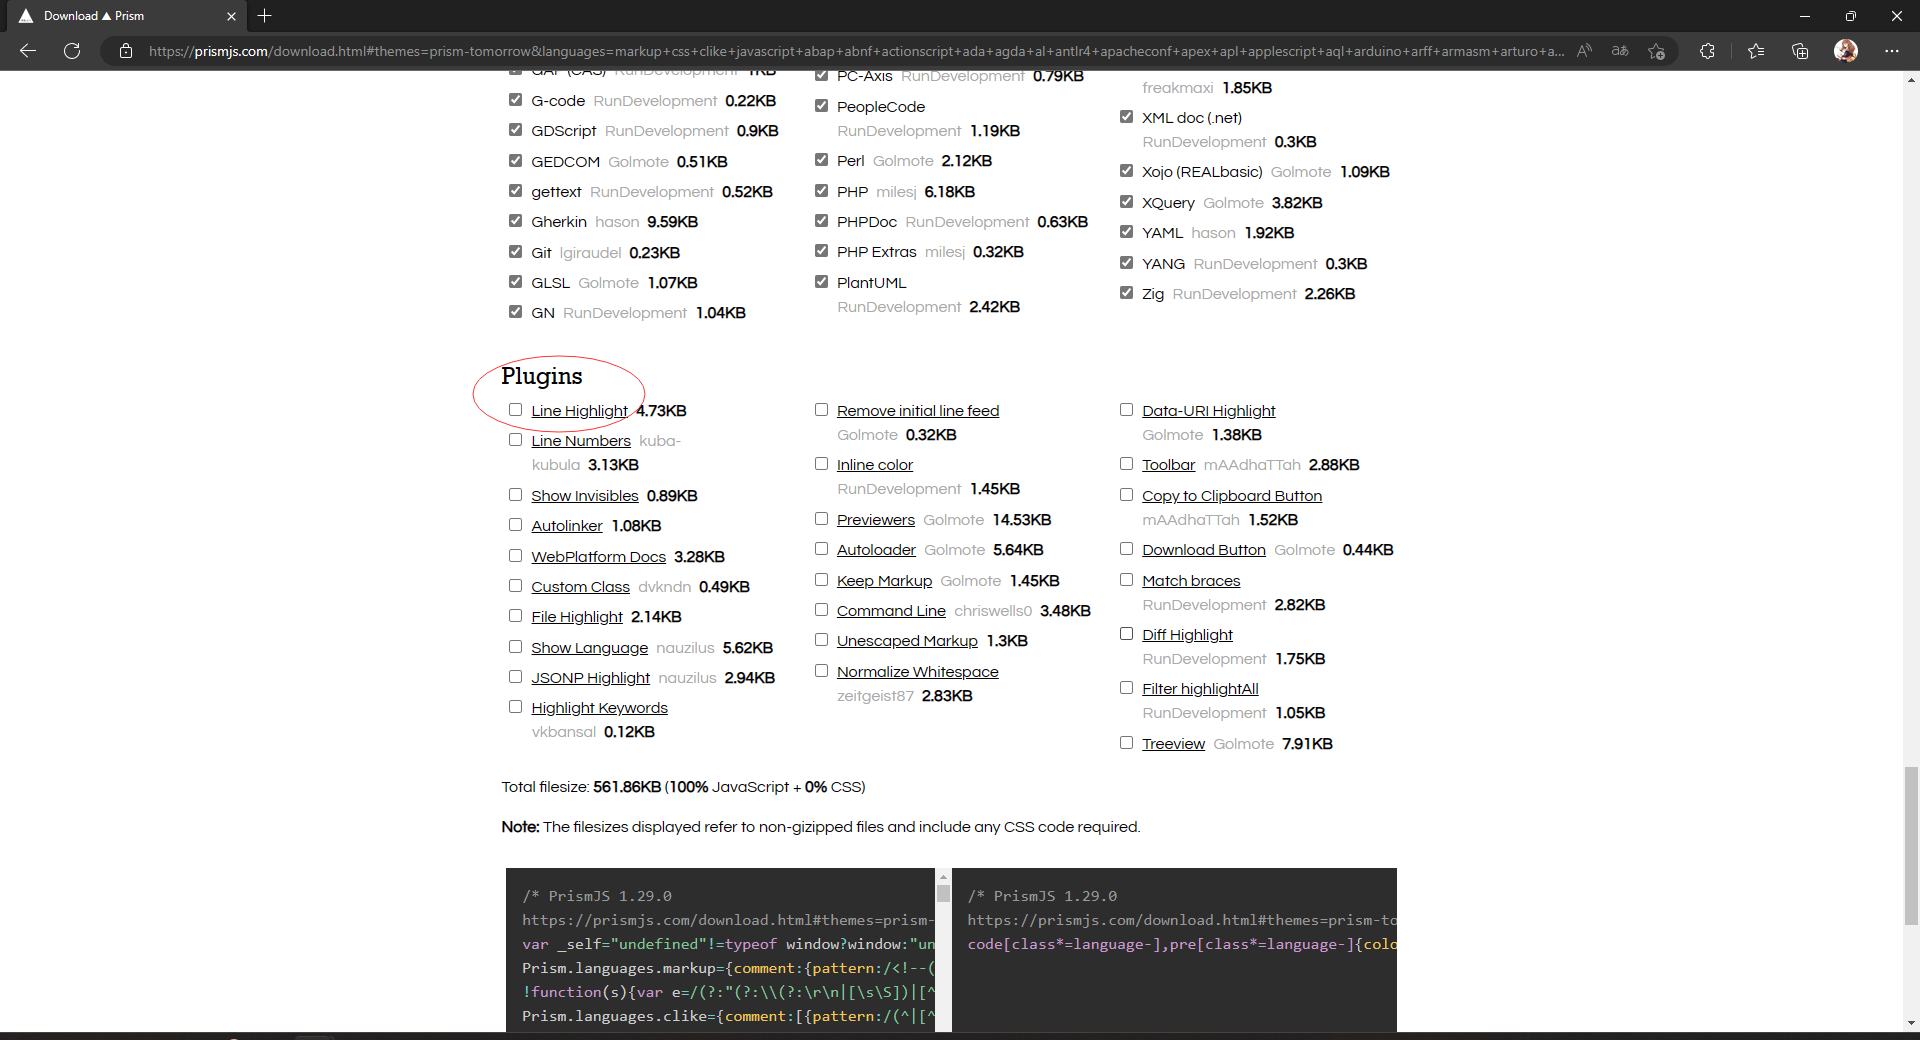 Download ▲ Prism
https://prismjs.com/download.html#themes=prism-tomorrow&languages=markup+css+clike+javascript+abap+abnf+actionscript+ada+agda+al+antlr4+apacheconf+apex+apl+applescript+aql+arduino+arff+armasm+arturo+a...
GAP (CAS) RunDevelopment 1KB
G-code RunDevelopment 0.22KB
GDScript RunDevelopment 0.9KB
GEDCOM Golmote 0.51KB
gettext RunDevelopment 0.52KB
Gherkin hason 9.59KB
Git lgiraudel 0.23KB
GLSL Golmote 1.07KB
GN RunDevelopment 1.04KB
PC-Axis RunDevelopment 0.79KB
PeopleCode
RunDevelopment 1.19KB
Perl Golmote 2.12KB
PHP milesj 6.18KB
PHPDoc RunDevelopment 0.63KB
PHP Extras milesj 0.32KB
PlantUML
RunDevelopment 2.42KB
freakmaxi 1.85KB
XML doc (.net)
RunDevelopment 0.3KB
Xojo (REALbasic) Golmote 1.09KB
XQuery Golmote 3.82KB
YAML hason 1.92KB
YANG RunDevelopment 0.3KB
Zig RunDevelopment 2.26KB
Plugins
Line Highlight 4.73KB
Line Numbers kuba-
kubula 3.13KB
Show Invisibles 0.89KB
Autolinker 1.08KB
WebPlatform Docs 3.28KB
Custom Class dvkndn 0.49KB
File Highlight 2.14KB
Show Language nauzilus 5.62KB
JSONP Highlight nauzilus 2.94KB
Highlight Keywords
vkbansal 0.12KB
Remove initial line feed
Golmote 0.32KB
Inline color
RunDevelopment 1.45KB
Previewers Golmote 14.53KB
Autoloader Golmote 5.64KB
Keep Markup Golmote 1.45KB
Command Line chriswells0 3.48KB
Unescaped Markup 1.3KB
Normalize Whitespace
zeitgeist87 2.83KB
Data-URI Highlight
Golmote 1.38KB
Toolbar mAAdhaTTah 2.88KB
Copy to Clipboard Button
mAAdhaTTah 1.52KB
Download Button Golmote 0.44KB
Match braces
RunDevelopment 2.82KB
Diff Highlight
RunDevelopment 1.75KB
Filter highlightAll
RunDevelopment 1.05KB
Treeview Golmote 7.91KB
Total filesize: 561.86KB (100% JavaScript + 0% CSS)
Note: The filesizes displayed refer to non-gizipped files and include any CSS code required.
/* PrismJS 1.29.0
https://prismjs.com/download.html#themes=prism-
var _self="undefined"!=typeof window?window:"un
Prism.languages.markup={comment:{pattern:/<!--(
!function(s){var e=/(?:"(?:\\(?:\r\n|[\s\S])|[^
Prism.languages.clike={comment:[{pattern:/(^|[^
/* PrismJS 1.29.0
https://prismjs.com/download.html#themes=prism-to
code[class*=language-],pre[class*=language-]{colo